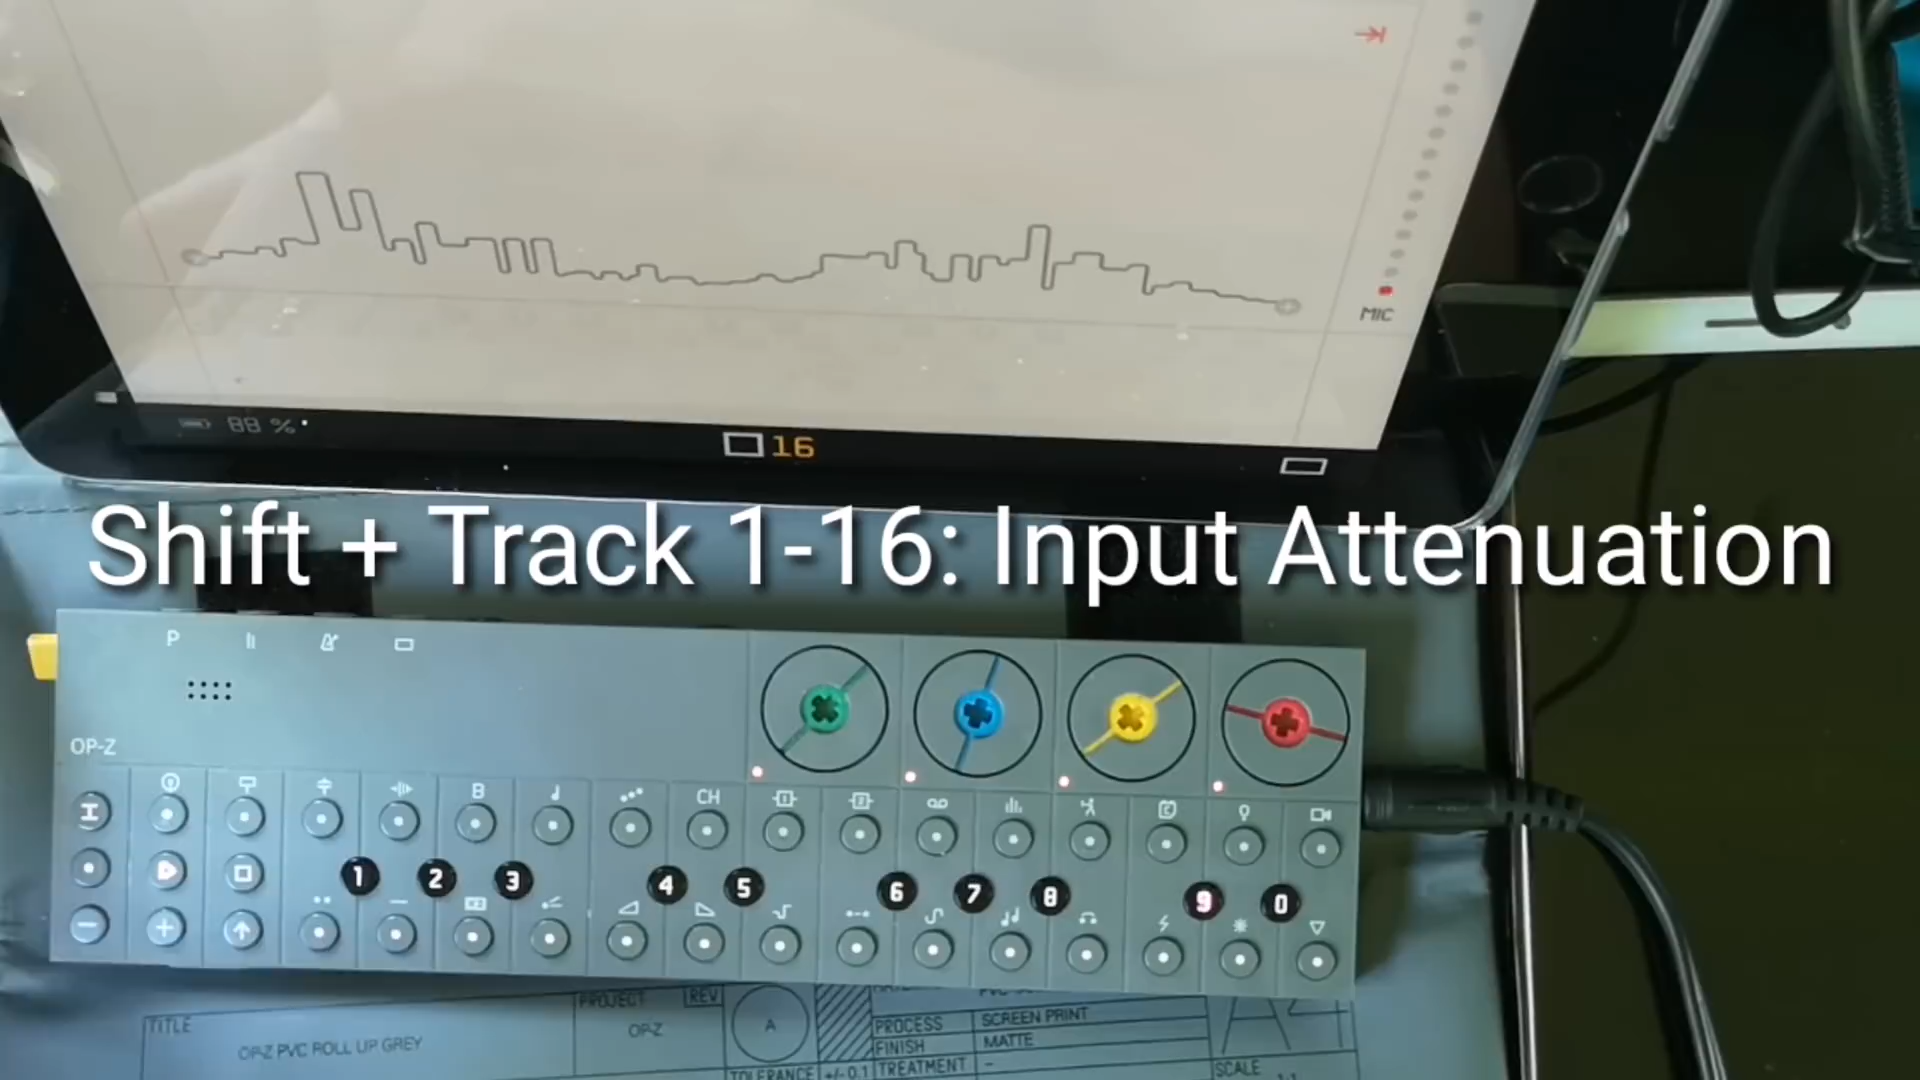 MIC
88 %
16
Shift + Track 1-16: Input Attenuation
P
OP-Z
B
CH
1 2 3 4 5 6 7 8 9 0
TITLE
OP-Z PVC ROLL UP GREY
PROJECT
REV
OP-Z
A
PROCESS
SCREEN PRINT
FINISH
MATTE
TREATMENT
-
TOLERANCE
+/- 0.1
A4
SCALE